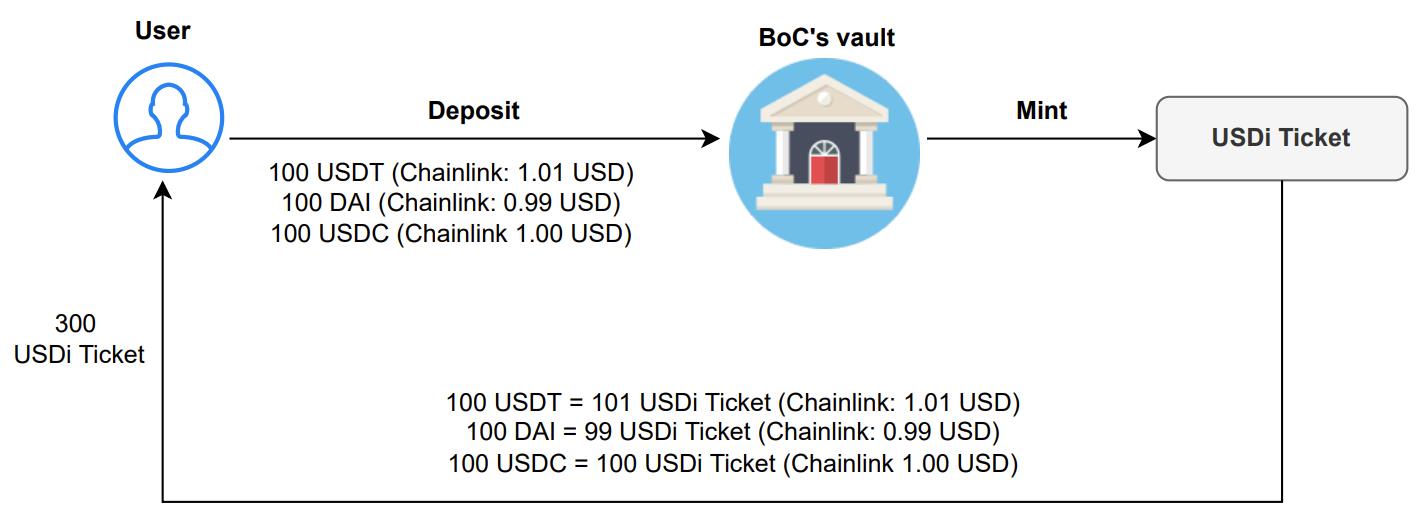 User
BoC's vault
Deposit
Mint
USDi Ticket
100 USDT (Chainlink: 1.01 USD)
100 DAI (Chainlink: 0.99 USD)
100 USDC (Chainlink 1.00 USD)
300
USDi Ticket
100 USDT = 101 USDi Ticket (Chainlink: 1.01 USD)
100 DAI = 99 USDi Ticket (Chainlink: 0.99 USD)
100 USDC = 100 USDi Ticket (Chainlink 1.00 USD)